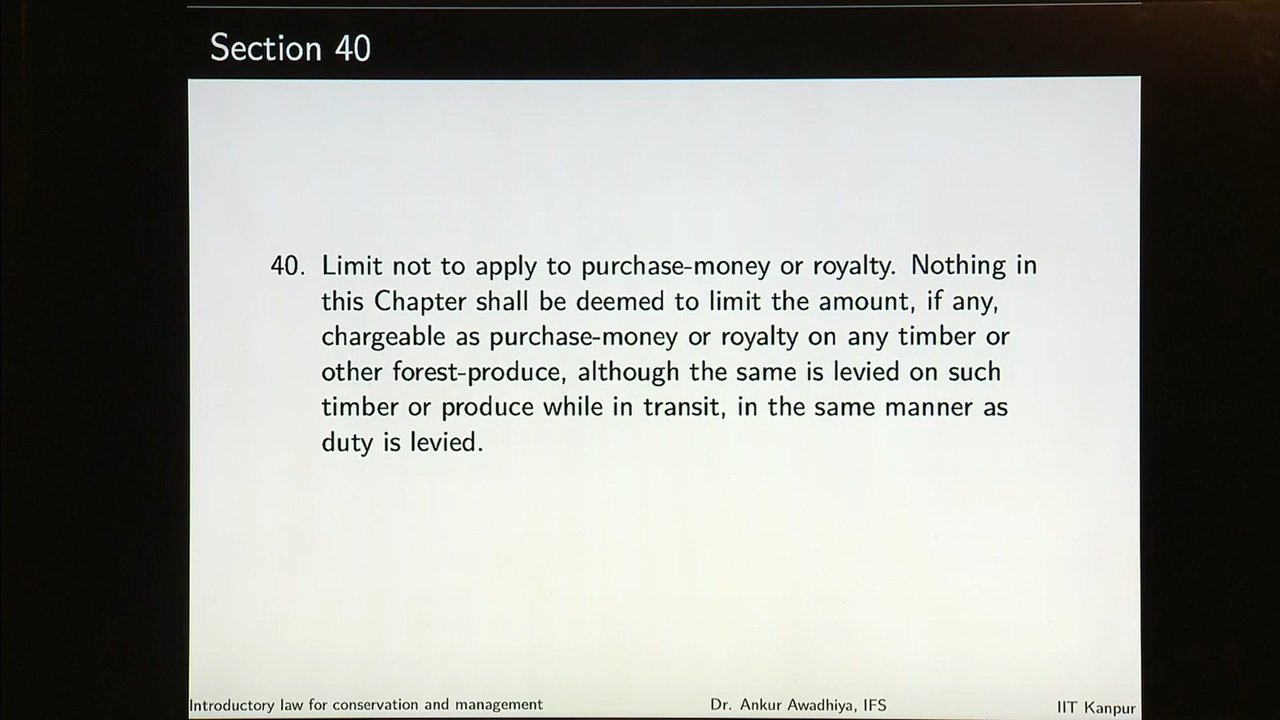 Section 40
40. Limit not to apply to purchase-money or royalty. Nothing in
this Chapter shall be deemed to limit the amount, if any,
chargeable as purchase-money or royalty on any timber or
other forest-produce, although the same is levied on such
timber or produce while in transit, in the same manner as
duty is levied.
Introductory law for conservation and management Dr. Ankur Awadhiya, IFS IIT Kanpur